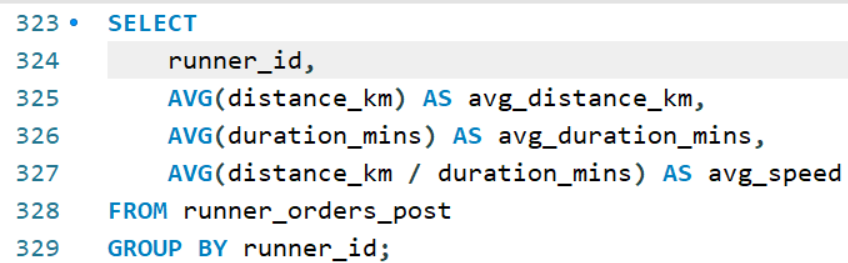 323 SELECT
324 runner_id,
325 AVG(distance_km) AS avg_distance_km,
326 AVG(duration_mins) AS avg_duration_mins,
327 AVG(distance_km / duration_mins) AS avg_speed
328 FROM runner_orders_post
329 GROUP BY runner_id;